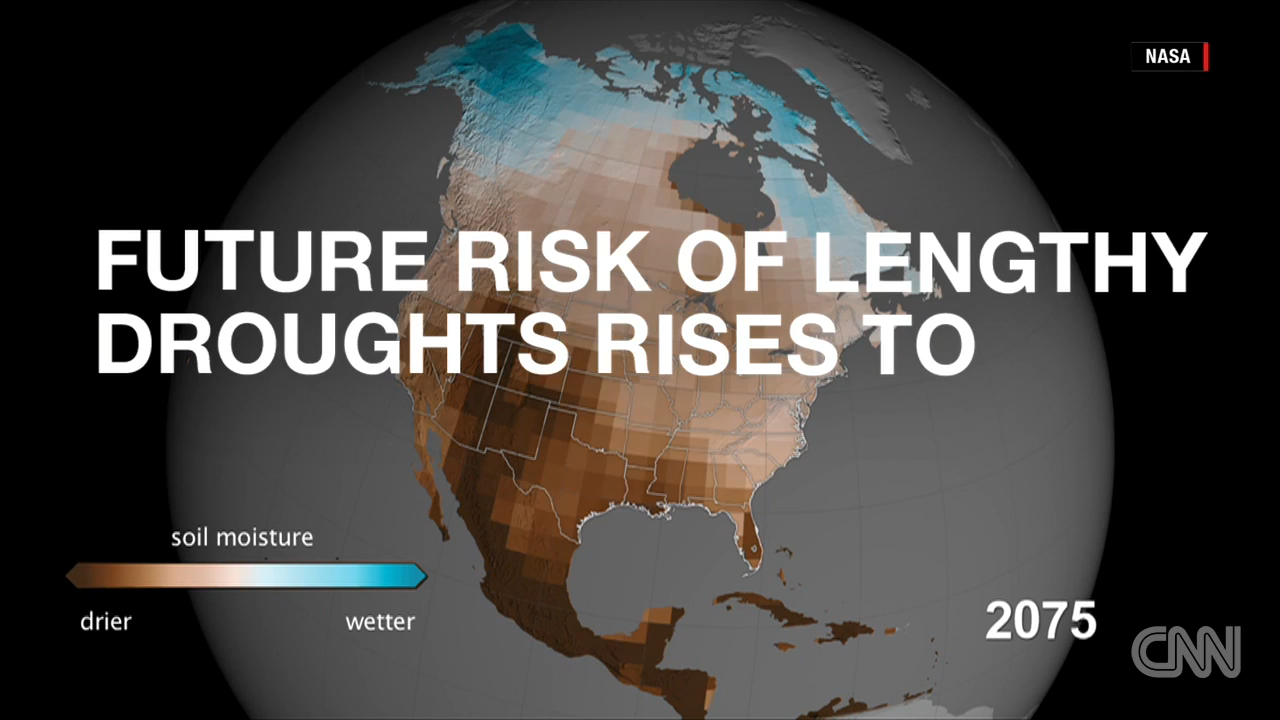 NASA
FUTURE RISK OF LENGTHY
DROUGHTS RISES TO
soil moisture
drier wetter
2075
CNN